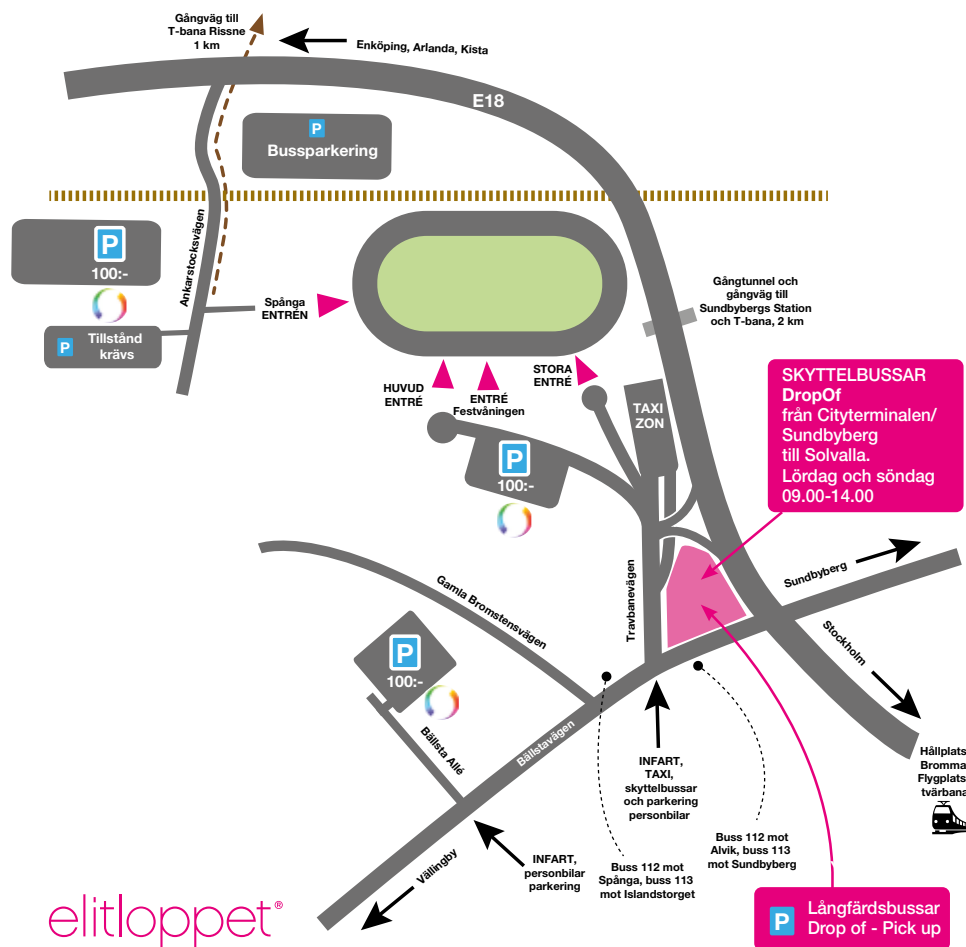 Gångväg till
T-bana Rissne
1 km
Enköping, Arlanda, Kista
E18
P
Bussparkering
Ankarstocksvägen
P
100:-
Spånga
ENTRÉN
P
Tillstånd
krävs
Gångtunnel och
gångväg till
Sundbybergs Station
och T-bana, 2 km
HUVUD
ENTRÉ
ENTRÉ
Festvåningen
STORA
ENTRÉ
TAXI
ZON
P
100:-
SKYTTELBUSSAR
DropOf
från Cityterminalen/
Sundbyberg
till Solvalla.
Lördag och söndag
09.00-14.00
Sundbyberg
Stockholm
Travbanevägen
Gamla Bromstensvägen
P
100:-
Bällsta Allé
Bällstavägen
Vällingby
INFART,
TAXI,
skyttelbussar
och parkering
personbilar
Hållplats
Bromma
Flygplats
tvärbana
INFART,
personbilar
parkering
Buss 112 mot
Spånga, buss 113
mot Islandstorget
Buss 112 mot
Alvik, buss 113
mot Sundbyberg
P
Långfärdsbussar
Drop of - Pick up
elitloppet®